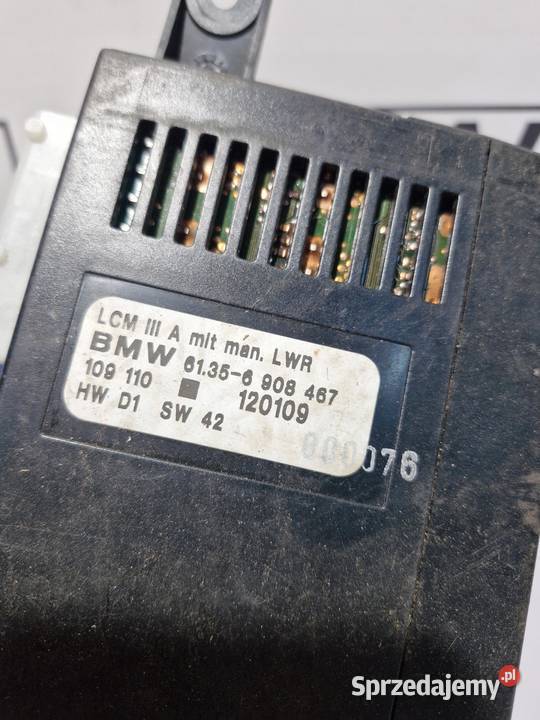 LCM III A mit man. LWR
BMW 61.35-6 908 467
109 110 ■ 120109
HW D1 SW 42
000076
Sprzedajemy.pl